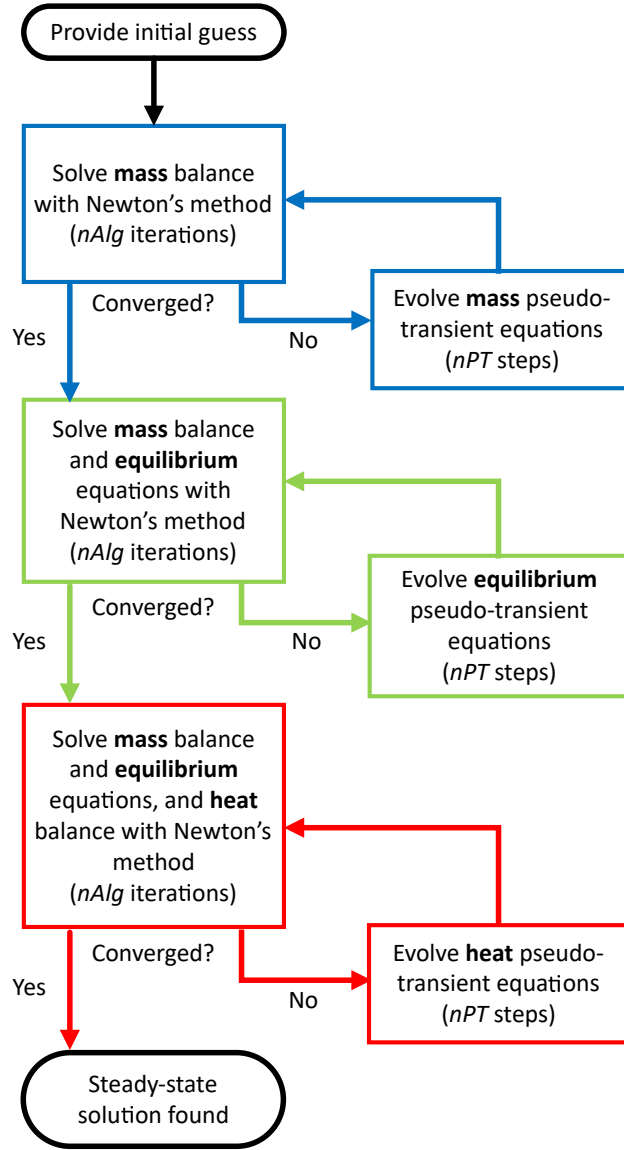 Provide initial guess
Solve mass balance
with Newton's method
(nAlg iterations)
Converged?
Yes
No
Evolve mass pseudo-
transient equations
(nPT steps)
Solve mass balance
and equilibrium
equations with
Newton's method
(nAlg iterations)
Converged?
Yes
No
Evolve equilibrium
pseudo-transient
equations
(nPT steps)
Solve mass balance
and equilibrium
equations, and heat
balance with Newton's
method
(nAlg iterations)
Converged?
Yes
No
Evolve heat pseudo-
transient equations
(nPT steps)
Steady-state
solution found